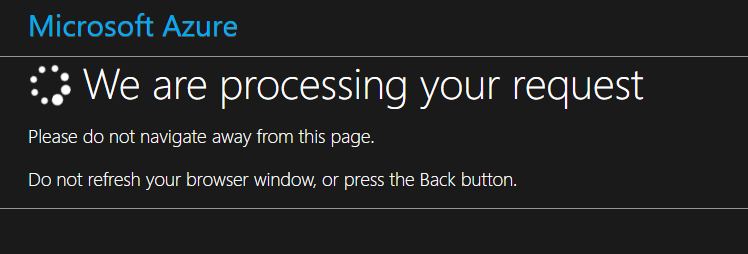 Microsoft Azure
We are processing your request
Please do not navigate away from this page.
Do not refresh your browser window, or press the Back button.